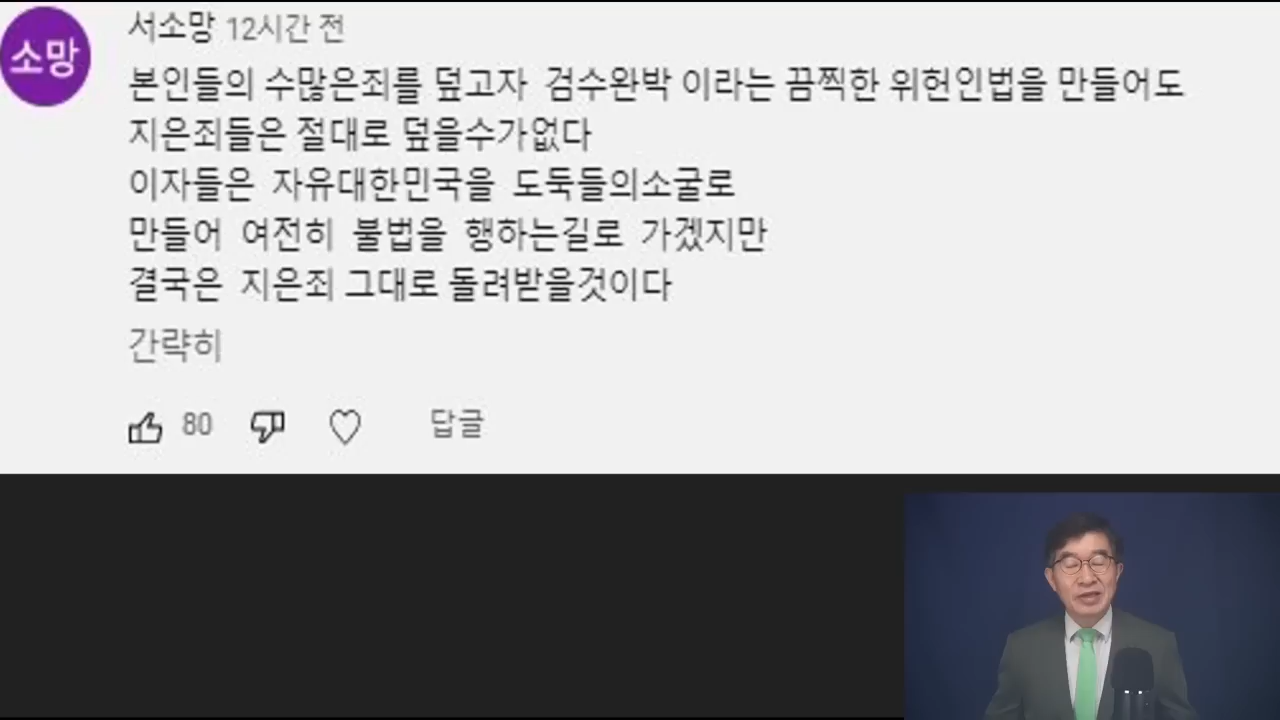 소망
서소망 12시간 전
본인들의 수많은죄를 덮고자 검수완박 이라는 끔찍한 위헌인법을 만들어도
지은죄들은 절대로 덮을수가없다
이자들은 자유대한민국을 도둑들의소굴로
만들어 여전히 불법을 행하는길로 가겠지만
결국은 지은죄 그대로 돌려받을것이다
간략히
80 답글